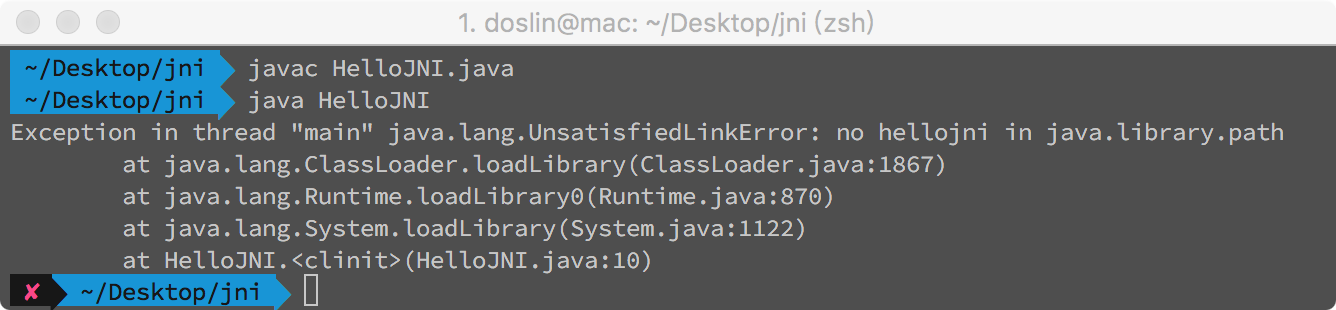 1. doslin@mac: ~/Desktop/jni (zsh)
~/Desktop/jni javac HelloJNI.java
~/Desktop/jni java HelloJNI
Exception in thread "main" java.lang.UnsatisfiedLinkError: no hellojni in java.library.path
at java.lang.ClassLoader.loadLibrary(ClassLoader.java:1867)
at java.lang.Runtime.loadLibrary0(Runtime.java:870)
at java.lang.System.loadLibrary(System.java:1122)
at HelloJNI.<clinit>(HelloJNI.java:10)
✘ ~/Desktop/jni